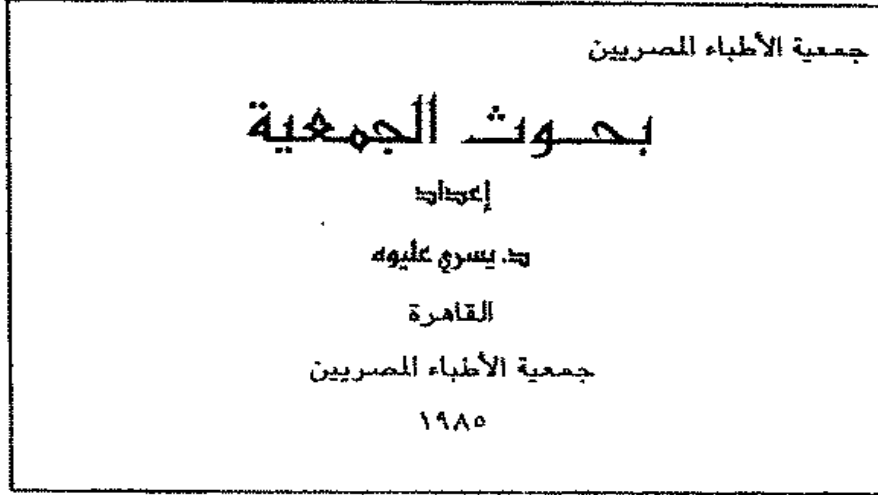 جمعية الأطباء المصريين
بحوث الجمعية
إعداد
د. يسري عليوه
القاهرة
جمعية الأطباء المصريين
١٩٨٥